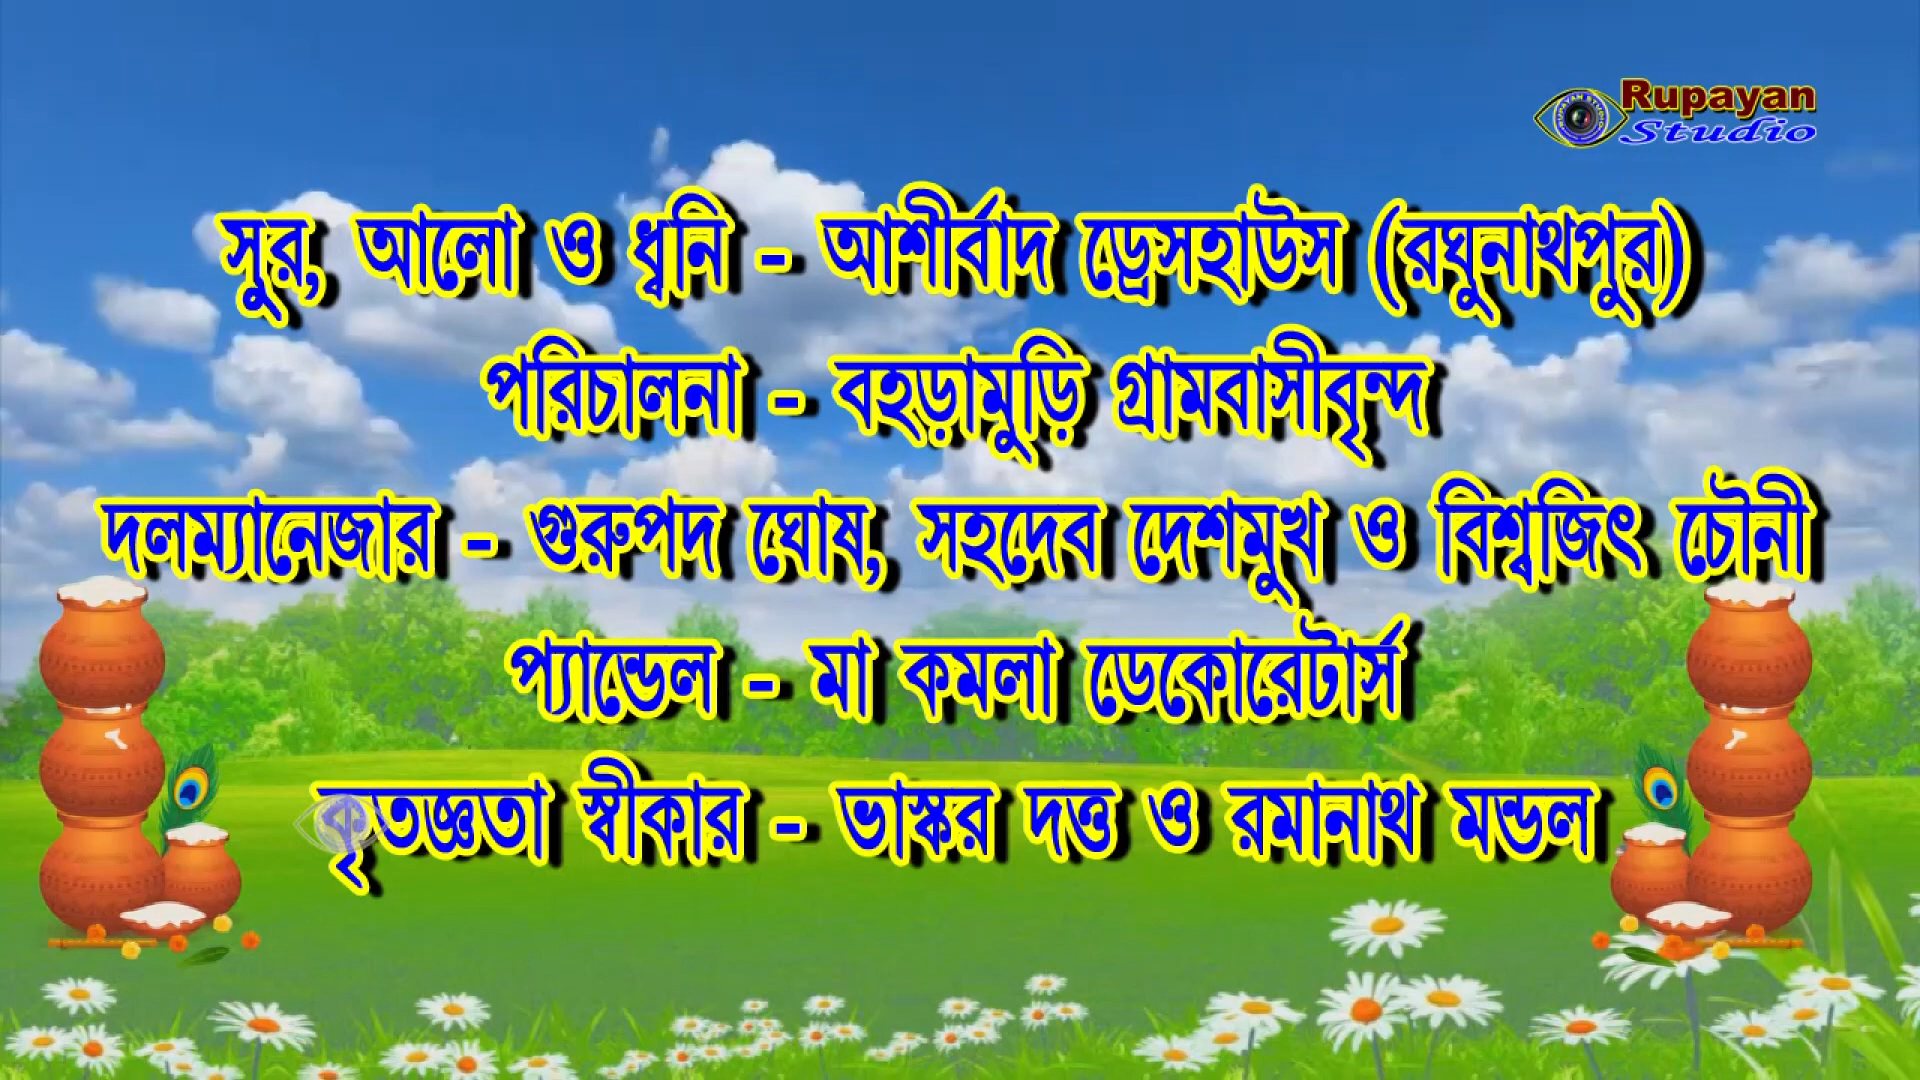 Rupayan
Studio
সুর, আলো ও ধ্বনি - আশীর্বাদ ড্রেসহাউস (রঘুনাথপুর)
পরিচালনা - বহড়ামুড়ি গ্রামবাসীবৃন্দ
দলম্যানেজার - গুরুপদ ঘোষ, সহদেব দেশমুখ ও বিশ্বজিৎ চৌনী
প্যান্ডেল - মা কমলা ডেকোরেটার্স
কৃতজ্ঞতা স্বীকার - ভাস্কর দত্ত ও রমানাথ মন্ডল